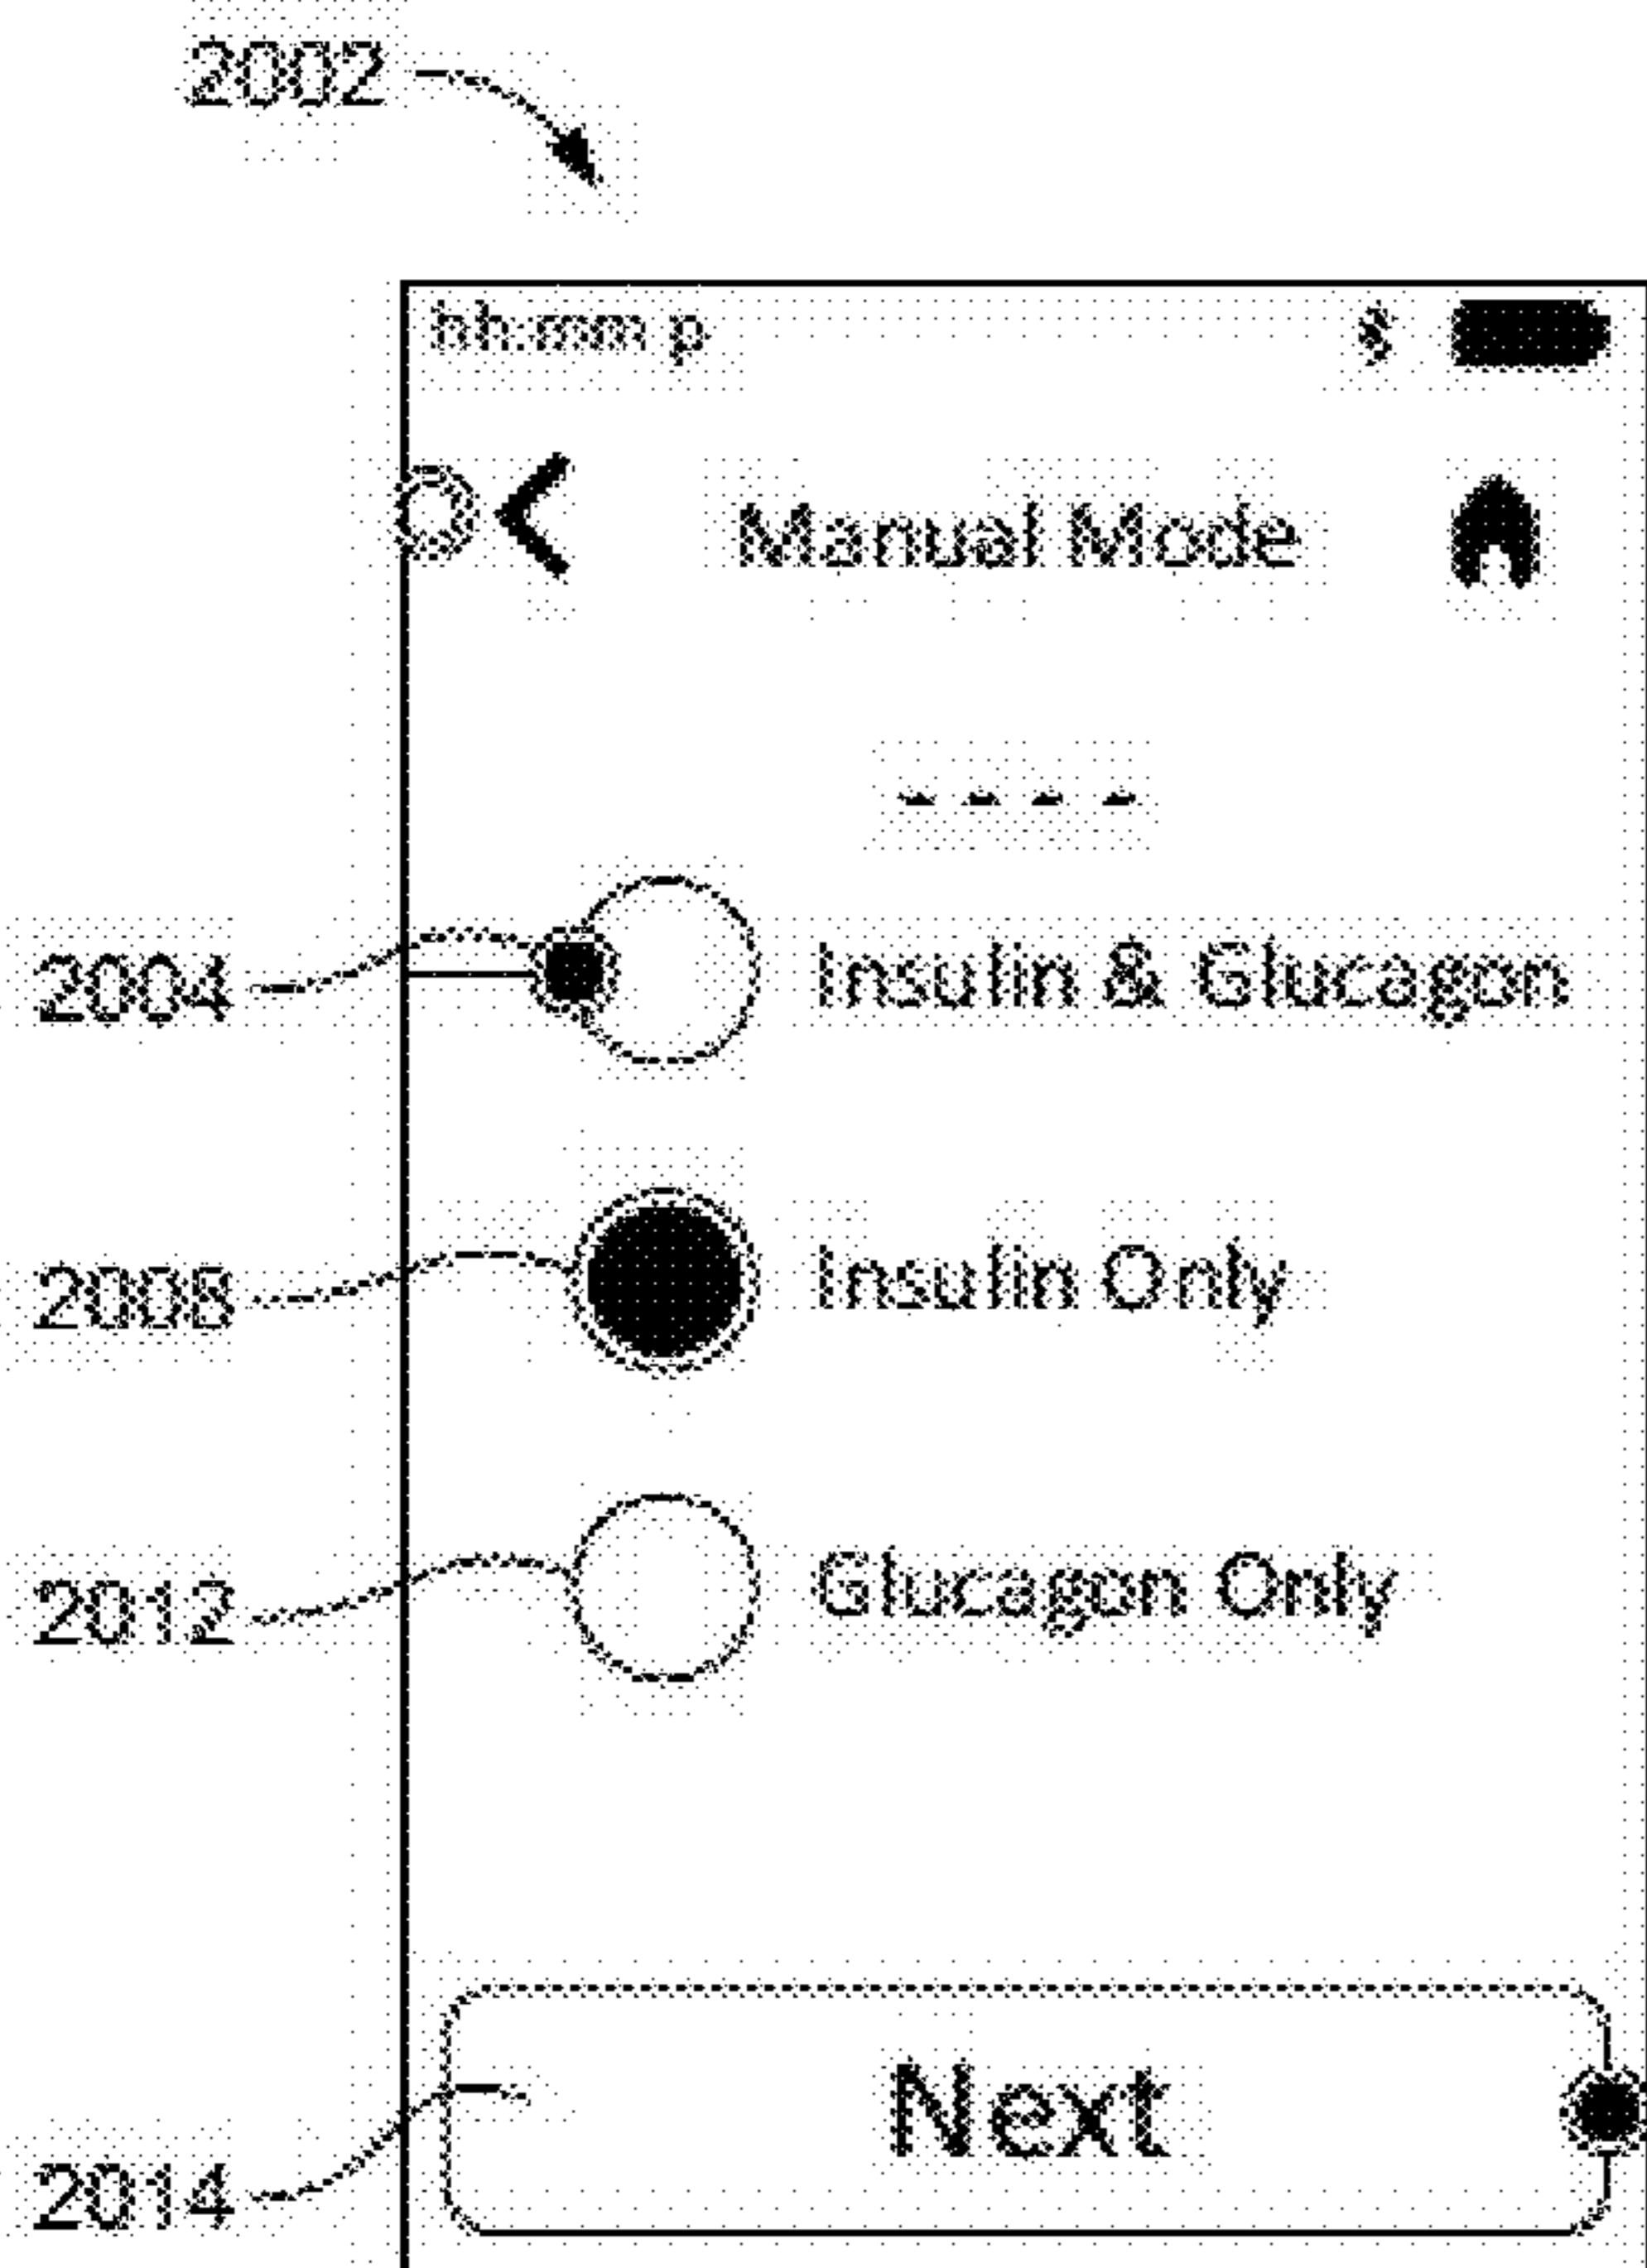 2002
hh:mm p
Manual Mode
- - - -
2004 Insulin & Glucagon
2008 Insulin Only
2012 Glucagon Only
Next
2014